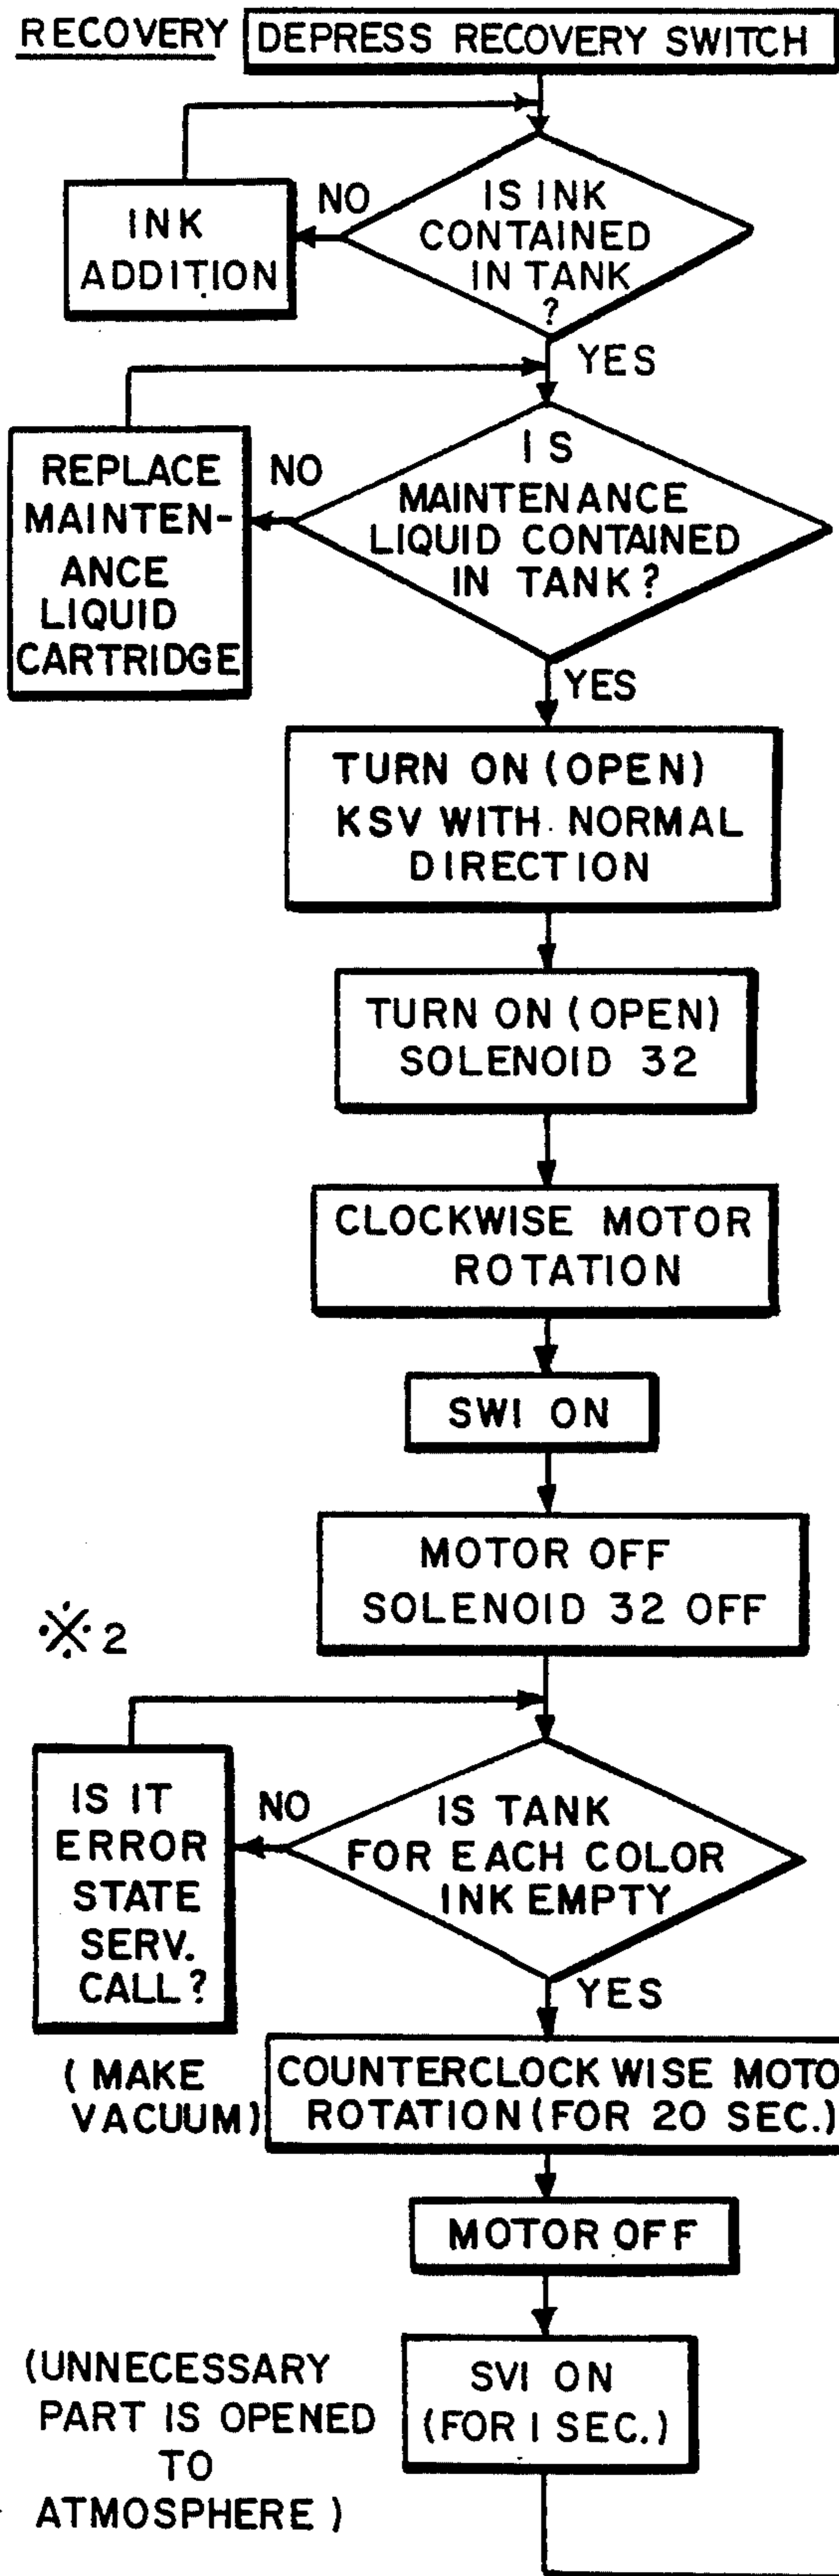 RECOVERY
DEPRESS RECOVERY SWITCH
IS INK
CONTAINED
IN TANK
?
NO
INK
ADDITION
YES
IS
MAINTENANCE
LIQUID CONTAINED
IN TANK?
NO
REPLACE
MAINTEN-
ANCE
LIQUID
CARTRIDGE
YES
TURN ON (OPEN)
KSV WITH NORMAL
DIRECTION
TURN ON (OPEN)
SOLENOID 32
CLOCKWISE MOTOR
ROTATION
SWI ON
MOTOR OFF
SOLENOID 32 OFF
※2
IS TANK
FOR EACH COLOR
INK EMPTY
NO
IS IT
ERROR
STATE
SERV.
CALL?
YES
(MAKE
VACUUM)
COUNTERCLOCKWISE MOTO
ROTATION (FOR 20 SEC.)
MOTOR OFF
(UNNECESSARY
PART IS OPENED
TO
ATMOSPHERE)
SVI ON
(FOR I SEC.)